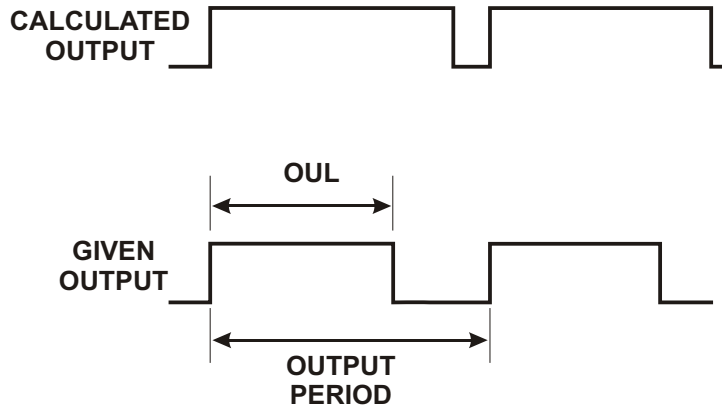 CALCULATED
OUTPUT
OUL
GIVEN
OUTPUT
OUTPUT
PERIOD